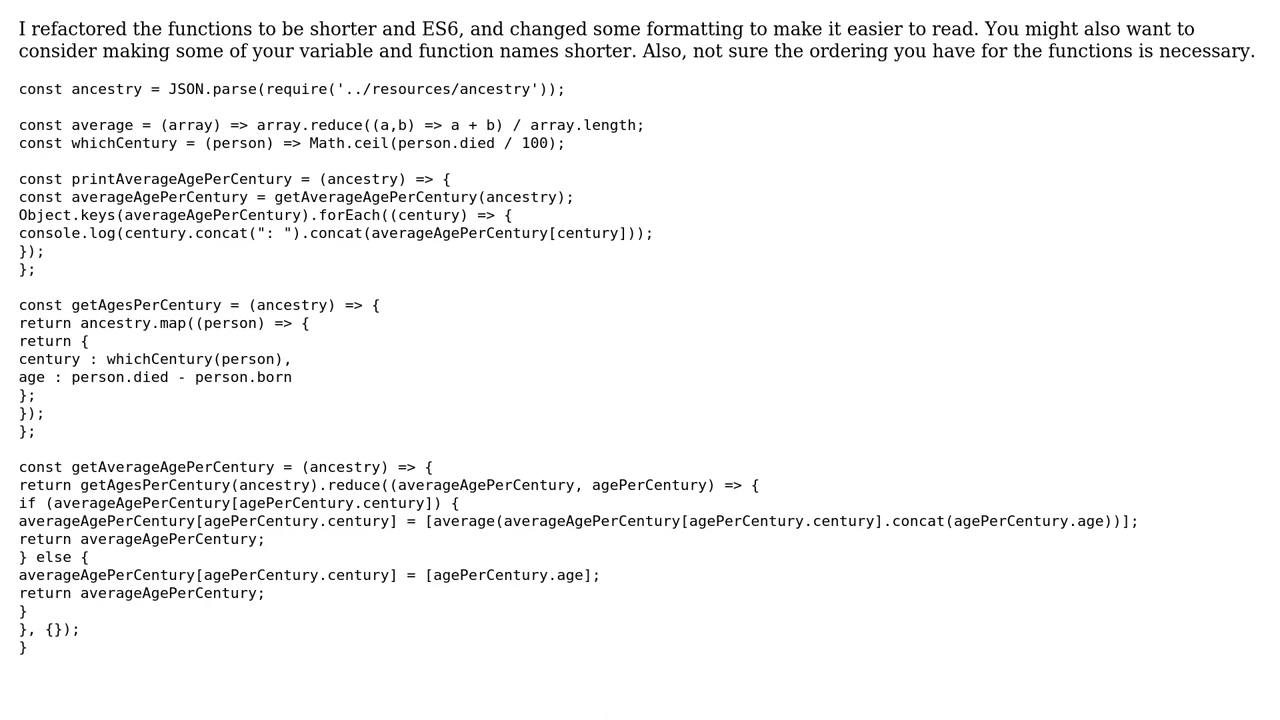 I refactored the functions to be shorter and ES6, and changed some formatting to make it easier to read. You might also want to
consider making some of your variable and function names shorter. Also, not sure the ordering you have for the functions is necessary.
const ancestry = JSON.parse(require('../resources/ancestry'));
const average = (array) => array.reduce((a,b) => a + b) / array.length;
const whichCentury = (person) => Math.ceil(person.died / 100);
const printAverageAgePerCentury = (ancestry) => {
const averageAgePerCentury = getAverageAgePerCentury(ancestry);
Object.keys(averageAgePerCentury).forEach((century) => {
console.log(century.concat(": ").concat(averageAgePerCentury[century]));
});
};
const getAgesPerCentury = (ancestry) => {
return ancestry.map((person) => {
return {
century : whichCentury(person),
age : person.died - person.born
};
});
};
const getAverageAgePerCentury = (ancestry) => {
return getAgesPerCentury(ancestry).reduce((averageAgePerCentury, agePerCentury) => {
if (averageAgePerCentury[agePerCentury.century]) {
averageAgePerCentury[agePerCentury.century] = [average(averageAgePerCentury[agePerCentury.century].concat(agePerCentury.age))];
return averageAgePerCentury;
} else {
averageAgePerCentury[agePerCentury.century] = [agePerCentury.age];
return averageAgePerCentury;
}
}, {});
}